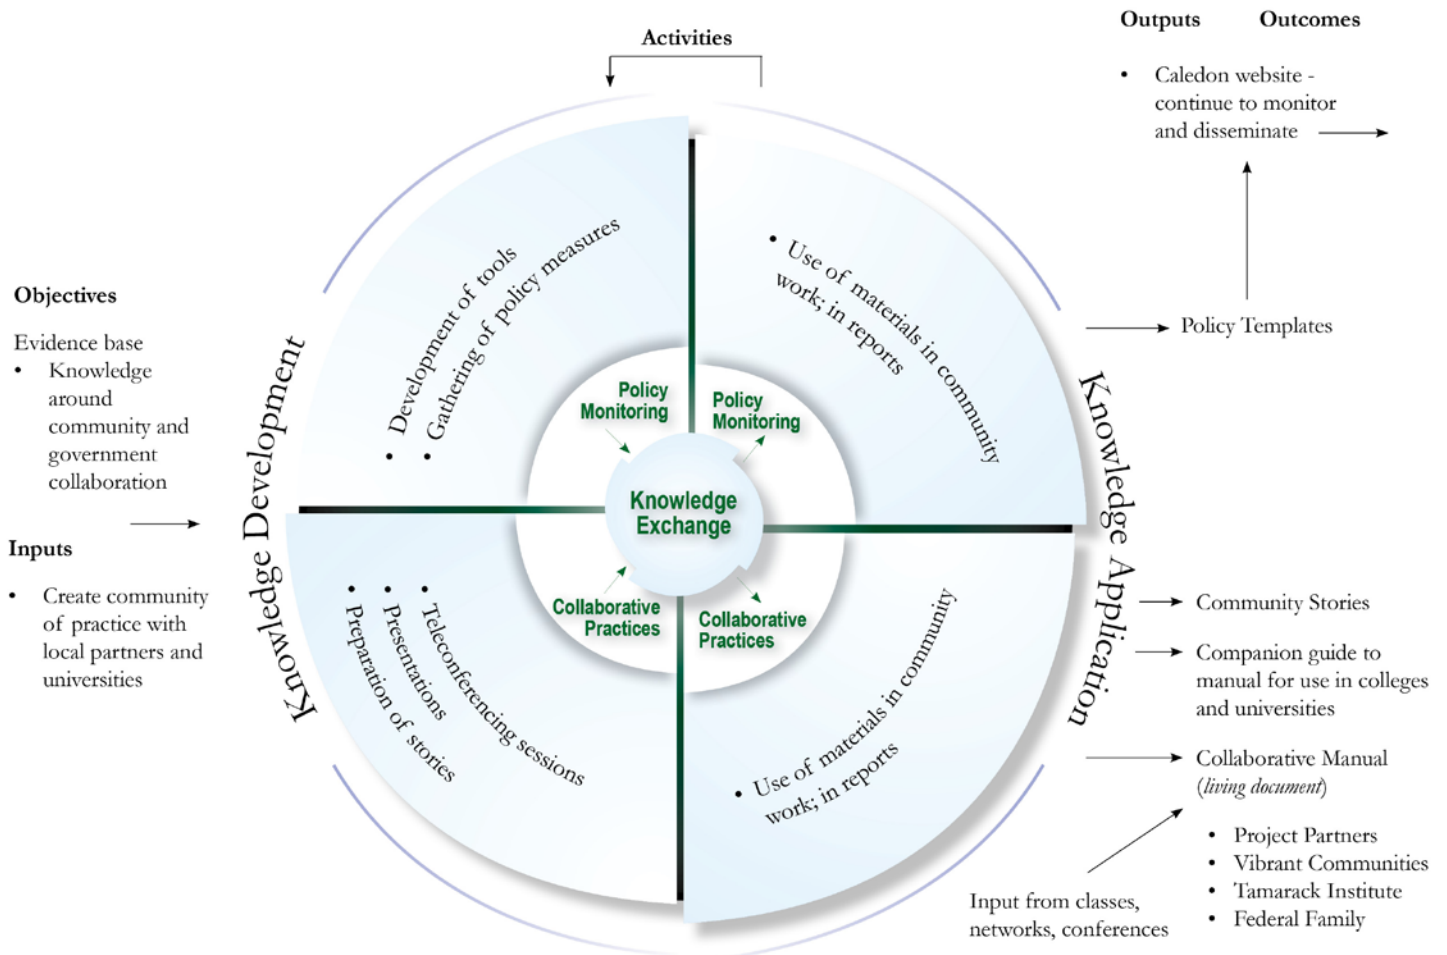 Activities
Outputs
Outcomes
• Caledon website -
continue to monitor
and disseminate
Policy Templates
Objectives
Evidence base
• Knowledge
around
community and
government
collaboration
Inputs
• Create community
of practice with
local partners and
universities
Knowledge Development
• Development of tools
• Gathering of policy measures
• Use of materials in community
work; in reports
Policy
Monitoring
Policy
Monitoring
Knowledge
Exchange
Collaborative
Practices
Collaborative
Practices
• Teleconferencing sessions
• Presentations
• Preparation of stories
• Use of materials in community
work; in reports
Knowledge Application
Community Stories
Companion guide to
manual for use in colleges
and universities
Collaborative Manual
(living document)
• Project Partners
• Vibrant Communities
• Tamarack Institute
• Federal Family
Input from classes,
networks, conferences